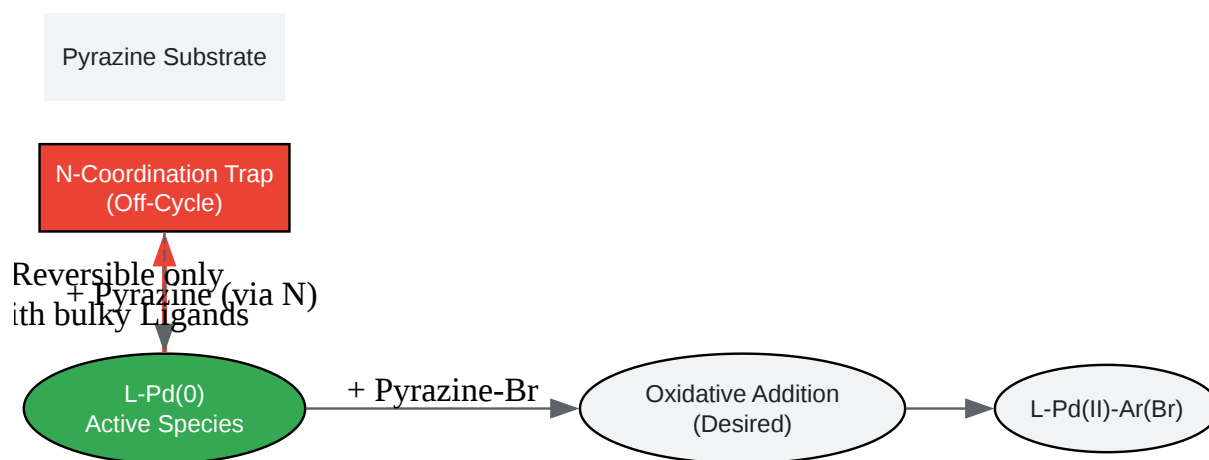 Pyrazine Substrate
N-Coordination Trap
(Off-Cycle)
Reversible only
+ Pyrazine (via N)
ith bulky Ligands
L-Pd(0)
Active Species
+ Pyrazine-Br
Oxidative Addition
(Desired)
L-Pd(II)-Ar(Br)